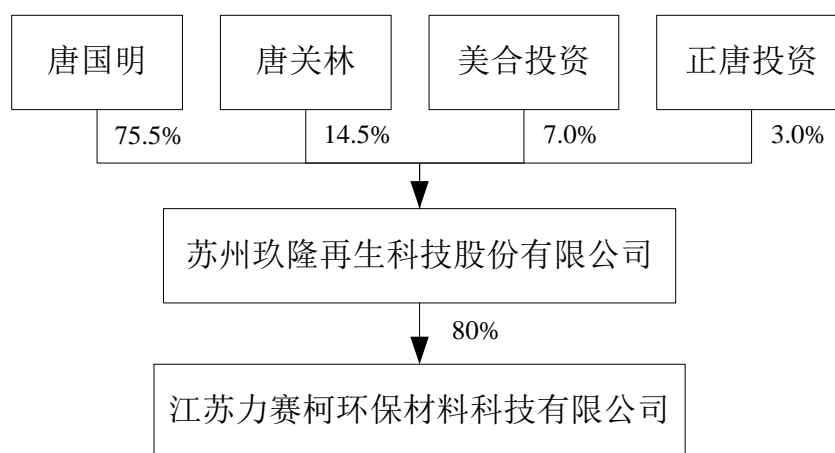 唐国明 唐关林 美合投资 正唐投资
75.5% 14.5% 7.0% 3.0%
苏州玖隆再生科技股份有限公司
80%
江苏力赛柯环保材料科技有限公司